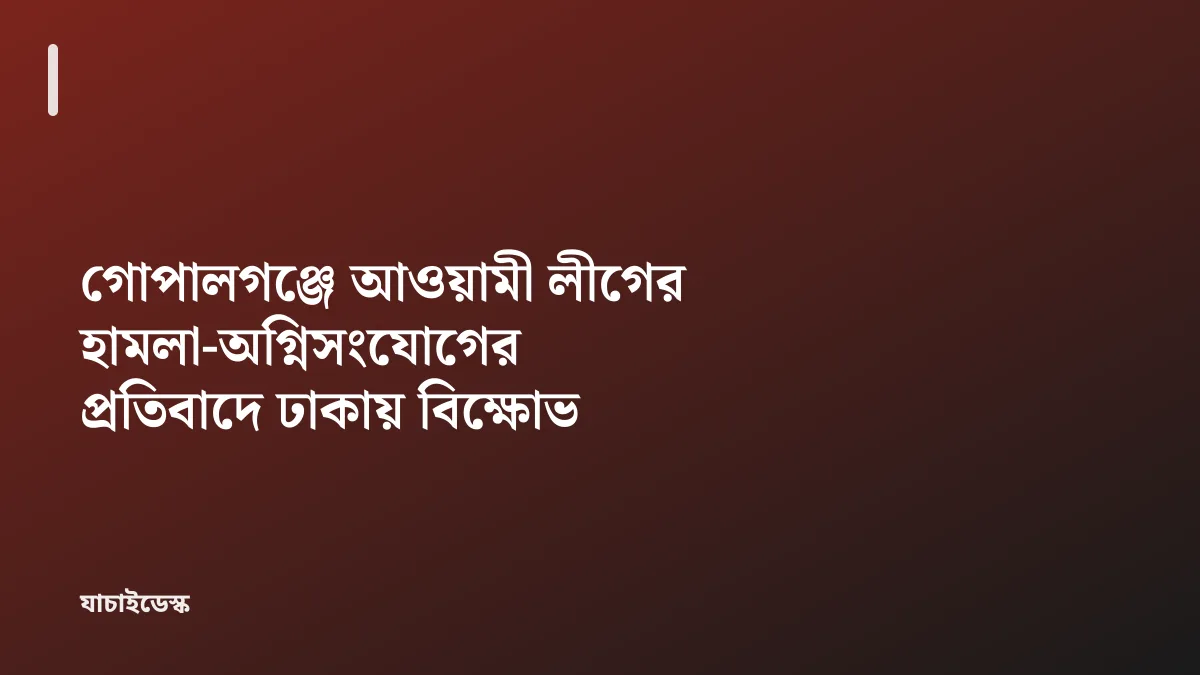 গোপালগঞ্জে আওয়ামী লীগের
হামলা-অগ্নিসংযোগের
প্রতিবাদে ঢাকায় বিক্ষোভ
যাচাইডেস্ক